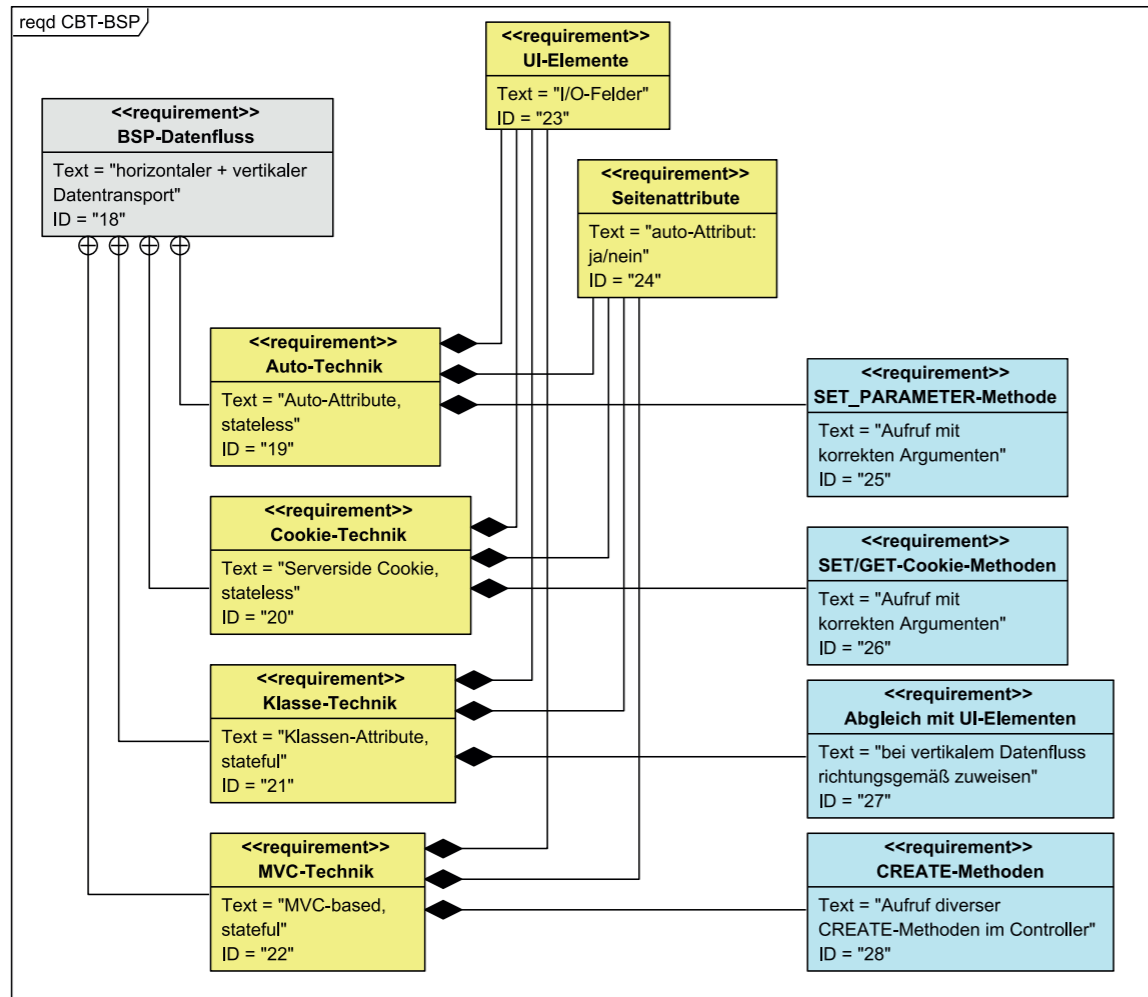 reqd CBT-BSP
<<requirement>>
UI-Elemente
Text = "I/O-Felder"
ID = "23"
<<requirement>>
BSP-Datenfluss
Text = "horizontaler + vertikaler
Datentransport"
ID = "18"
<<requirement>>
Seitenattribute
Text = "auto-Attribut:
ja/nein"
ID = "24"
<<requirement>>
Auto-Technik
Text = "Auto-Attribute,
stateless"
ID = "19"
<<requirement>>
SET_PARAMETER-Methode
Text = "Aufruf mit
korrekten Argumenten"
ID = "25"
<<requirement>>
Cookie-Technik
Text = "Serverside Cookie,
stateless"
ID = "20"
<<requirement>>
SET/GET-Cookie-Methoden
Text = "Aufruf mit
korrekten Argumenten"
ID = "26"
<<requirement>>
Klasse-Technik
Text = "Klassen-Attribute,
stateful"
ID = "21"
<<requirement>>
Abgleich mit UI-Elementen
Text = "bei vertikalem Datenfluss
richtungsgemäß zuweisen"
ID = "27"
<<requirement>>
MVC-Technik
Text = "MVC-based,
stateful"
ID = "22"
<<requirement>>
CREATE-Methoden
Text = "Aufruf diverser
CREATE-Methoden im Controller"
ID = "28"